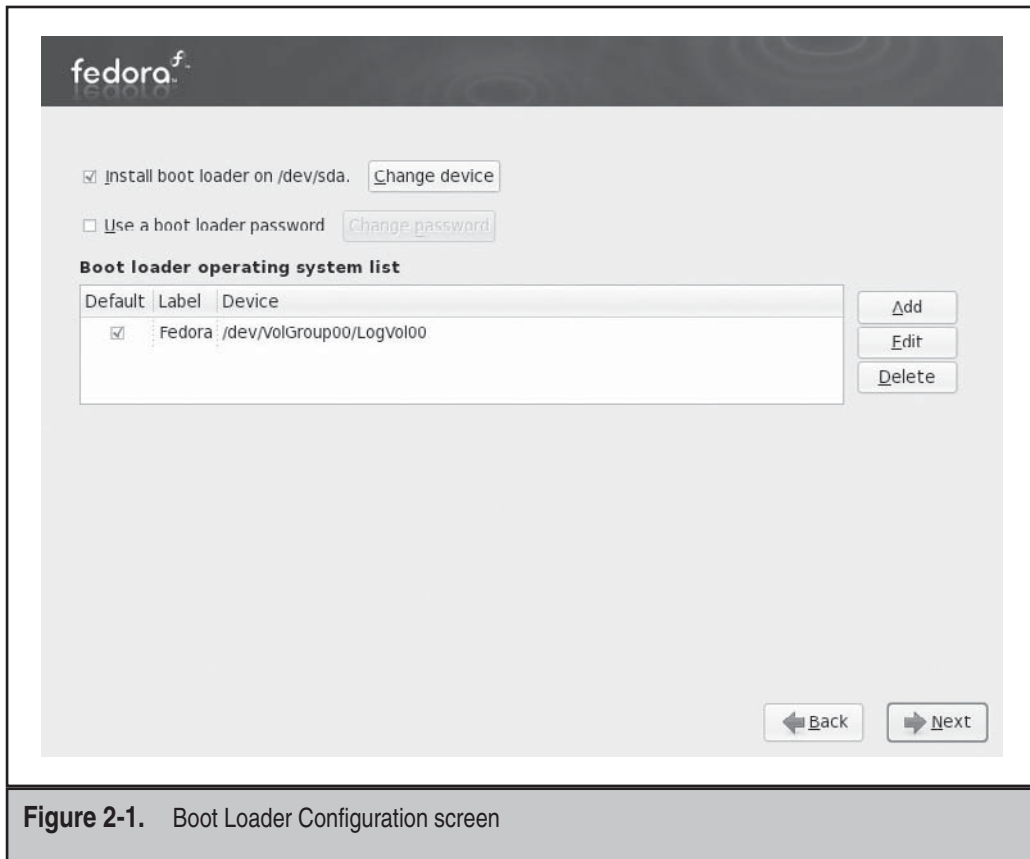 fedora
Install boot loader on /dev/sda. Change device
Use a boot loader password Change password
Boot loader operating system list
Default Label Device
Fedora /dev/VolGroup00/LogVol00
Add
Edit
Delete
Back Next
Figure 2-1. Boot Loader Configuration screen